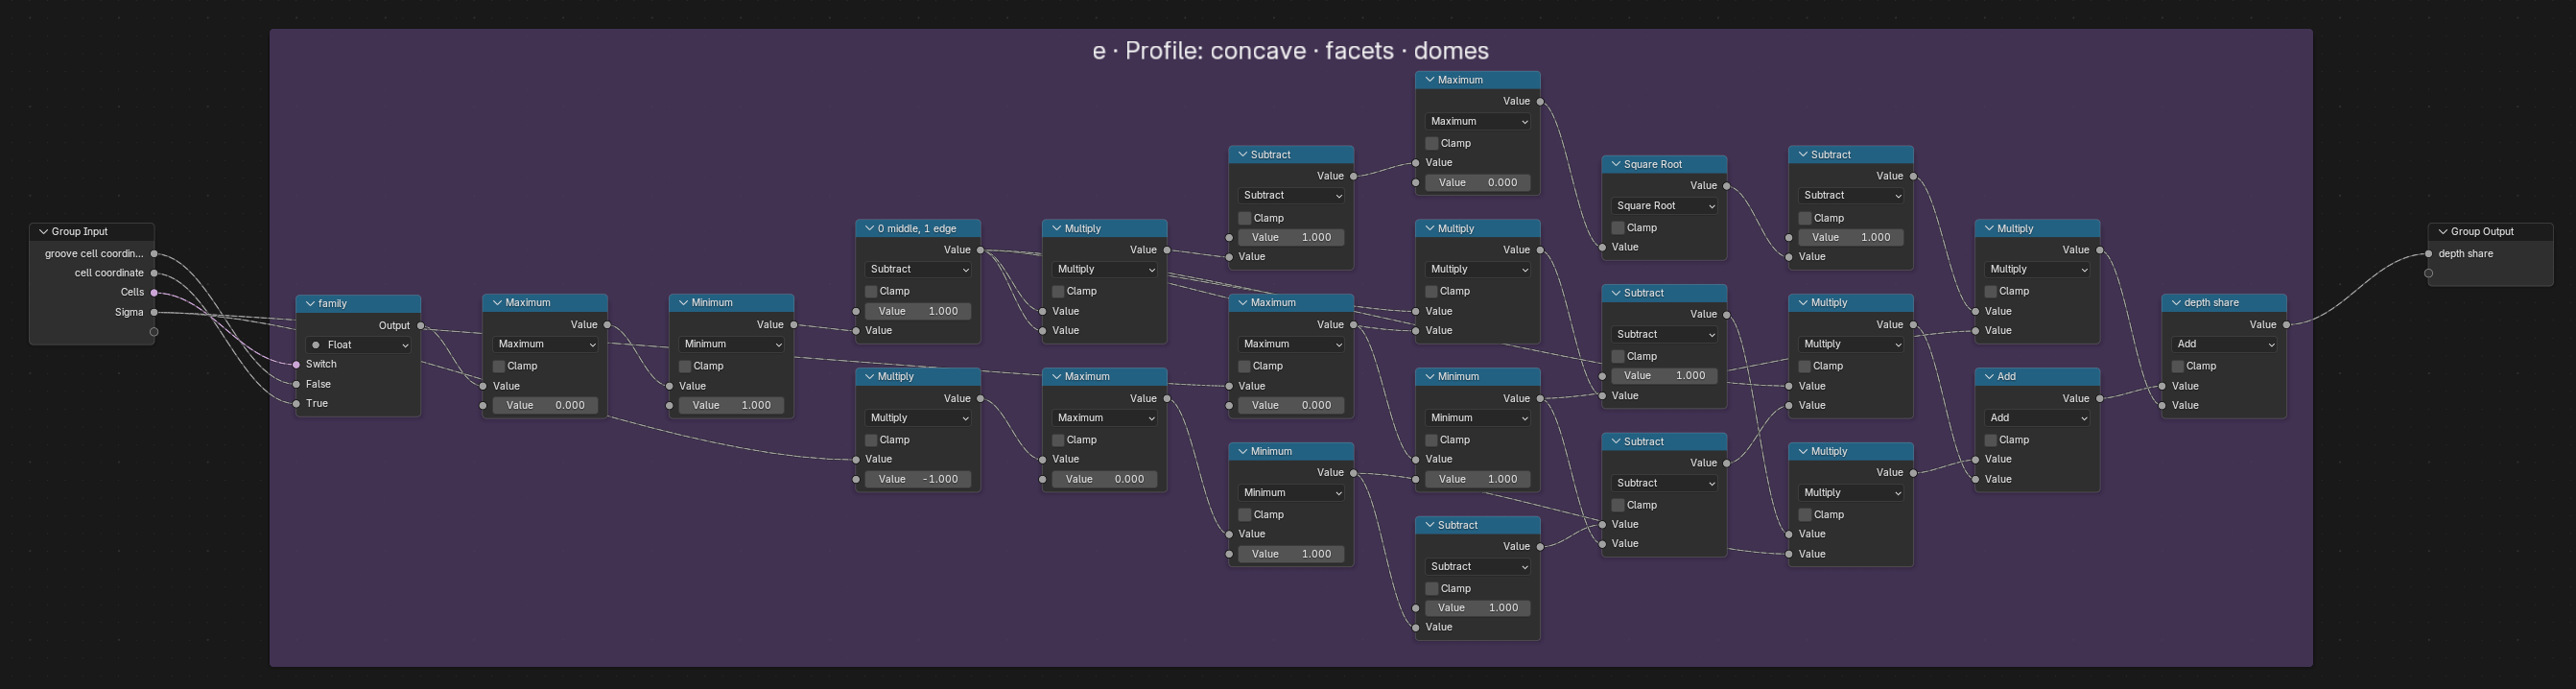 e · Profile: concave · facets · domes
Group Input
groove cell coordin...
cell coordinate
Cells
Sigma
family
Output
Float
Switch
False
True
Maximum
Value
Maximum
Clamp
Value
Value 0.000
Minimum
Value
Minimum
Clamp
Value
Value 1.000
0 middle, 1 edge
Value
Subtract
Clamp
Value 1.000
Value
Multiply
Value
Multiply
Clamp
Value
Value -1.000
Multiply
Value
Multiply
Clamp
Value
Value
Maximum
Value
Maximum
Clamp
Value
Value 0.000
Subtract
Value
Subtract
Clamp
Value 1.000
Value
Maximum
Value
Maximum
Clamp
Value
Value 0.000
Minimum
Value
Minimum
Clamp
Value
Value 1.000
Maximum
Value
Maximum
Clamp
Value
Value 0.000
Multiply
Value
Multiply
Clamp
Value
Value
Minimum
Value
Minimum
Clamp
Value
Value 1.000
Subtract
Value
Subtract
Clamp
Value 1.000
Value
Square Root
Value
Square Root
Clamp
Value
Subtract
Value
Subtract
Clamp
Value 1.000
Value
Subtract
Value
Subtract
Clamp
Value
Value
Subtract
Value
Subtract
Clamp
Value 1.000
Value
Multiply
Value
Multiply
Clamp
Value
Value
Multiply
Value
Multiply
Clamp
Value
Value
Multiply
Value
Multiply
Clamp
Value
Value
Add
Value
Add
Clamp
Value
Value
depth share
Value
Add
Clamp
Value
Value
Group Output
depth share